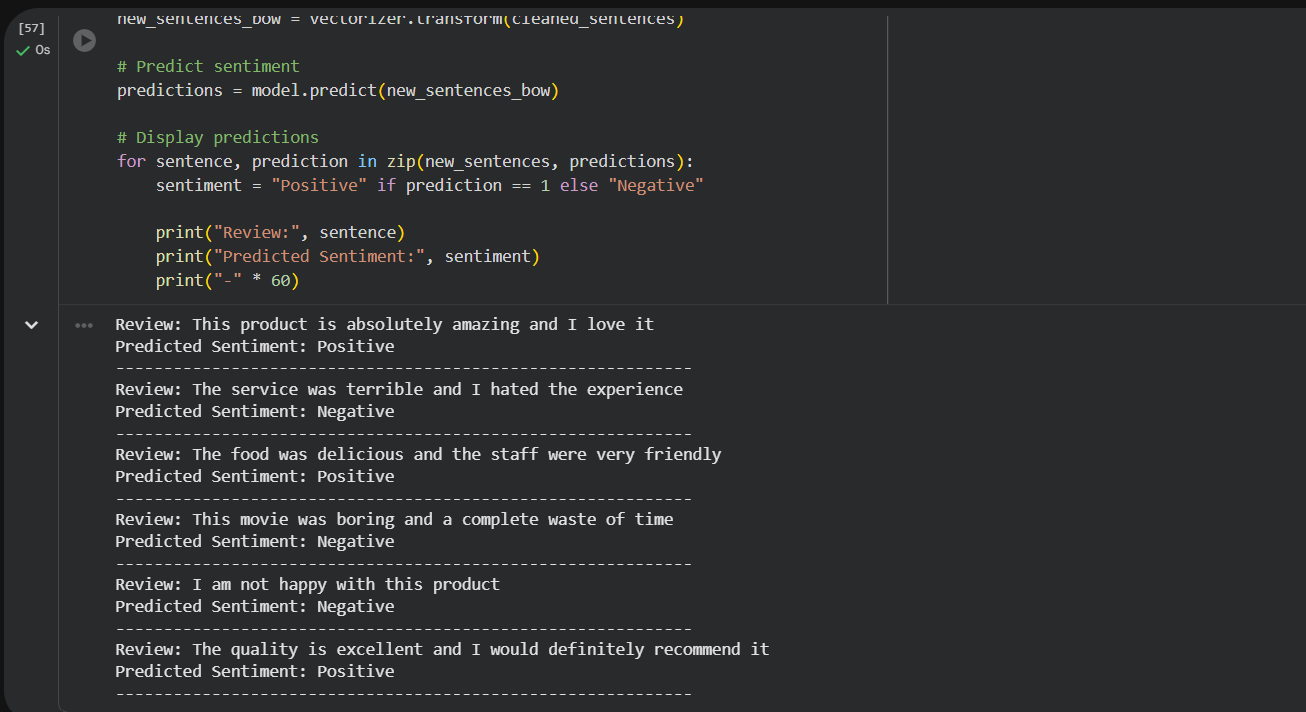 [57]
0s
new_sentences_bow = vectorizer.transform(cleaned_sentences)
# Predict sentiment
predictions = model.predict(new_sentences_bow)
# Display predictions
for sentence, prediction in zip(new_sentences, predictions):
    sentiment = "Positive" if prediction == 1 else "Negative"
    print("Review:", sentence)
    print("Predicted Sentiment:", sentiment)
    print("-" * 60)
Review: This product is absolutely amazing and I love it
Predicted Sentiment: Positive
------------------------------------------------------------
Review: The service was terrible and I hated the experience
Predicted Sentiment: Negative
------------------------------------------------------------
Review: The food was delicious and the staff were very friendly
Predicted Sentiment: Positive
------------------------------------------------------------
Review: This movie was boring and a complete waste of time
Predicted Sentiment: Negative
------------------------------------------------------------
Review: I am not happy with this product
Predicted Sentiment: Negative
------------------------------------------------------------
Review: The quality is excellent and I would definitely recommend it
Predicted Sentiment: Positive
------------------------------------------------------------